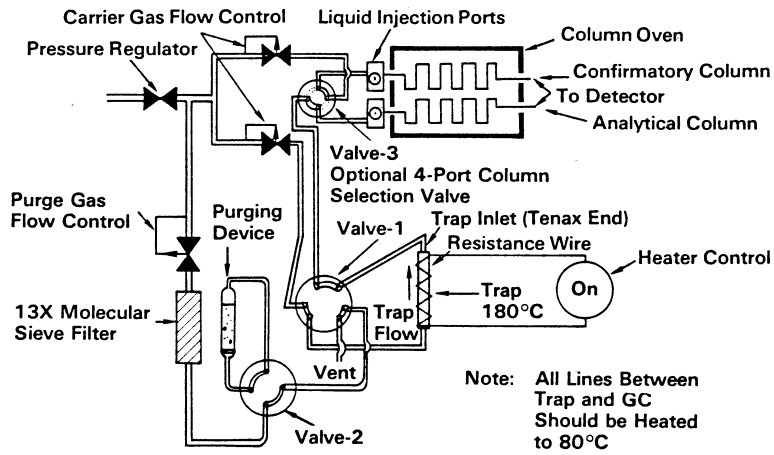 Carrier Gas Flow Control
Pressure Regulator
Liquid Injection Ports
Column Oven
Confirmatory Column
To Detector
Analytical Column
Valve-3
Optional 4-Port Column
Selection Valve
Purge Gas
Flow Control
Purging
Device
Valve-1
Trap Inlet (Tenax End)
Resistance Wire
Heater Control
On
Trap
180°C
Trap
Flow
13X Molecular
Sieve Filter
Vent
Valve-2
Note: All Lines Between
Trap and GC
Should be Heated
to 80°C